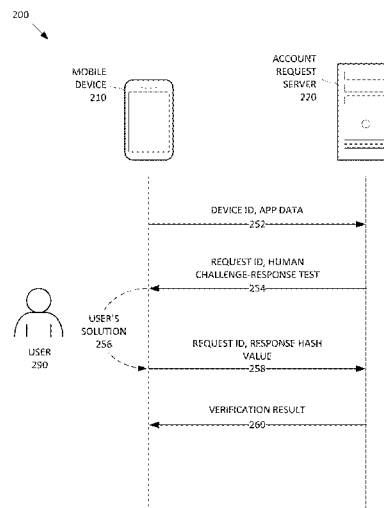 200
MOBILE
DEVICE
210
ACCOUNT
REQUEST
SERVER
220
DEVICE ID, APP DATA
252
REQUEST ID, HUMAN
CHALLENGE-RESPONSE TEST
254
USER'S
SOLUTION
256
USER
290
REQUEST ID, RESPONSE HASH
VALUE
258
VERIFICATION RESULT
260